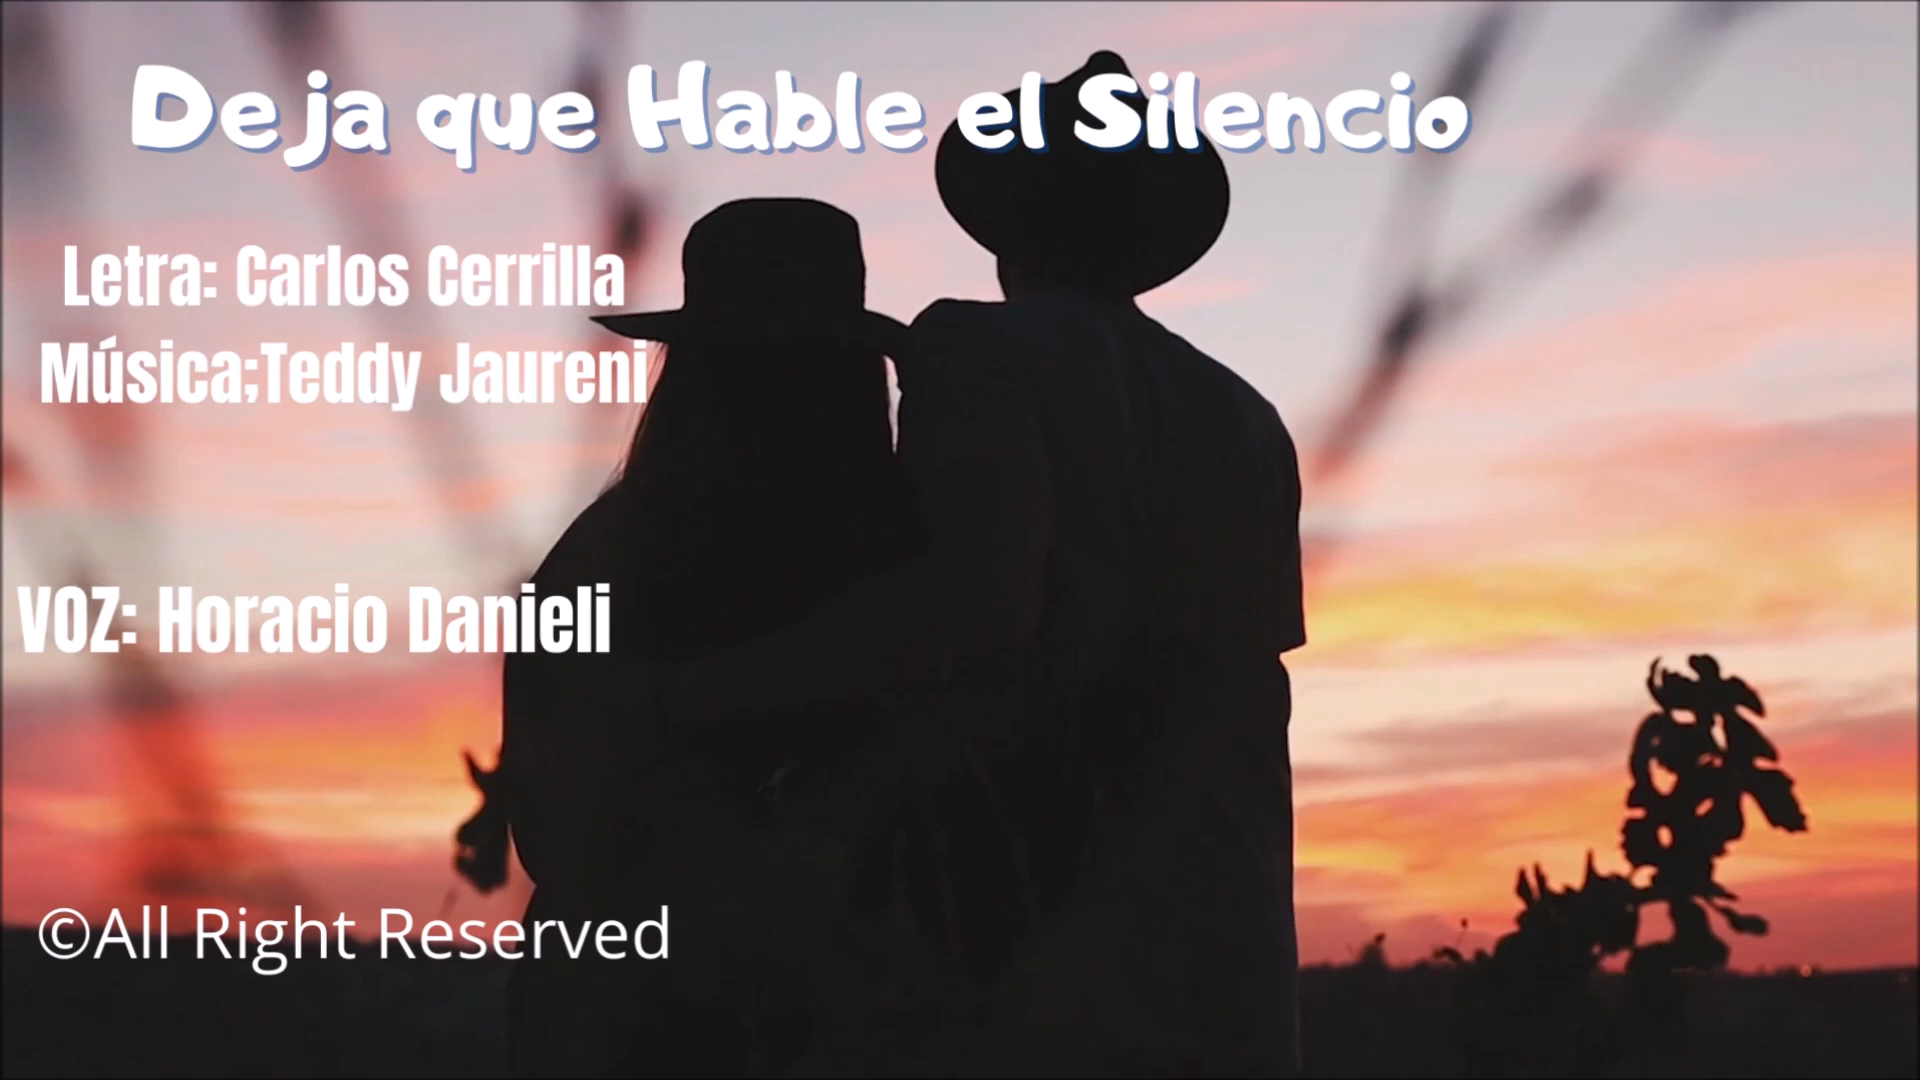 Deja que Hable el Silencio
Letra: Carlos Cerrilla
Música;Teddy Jaureni
VOZ: Horacio Danieli
©All Right Reserved